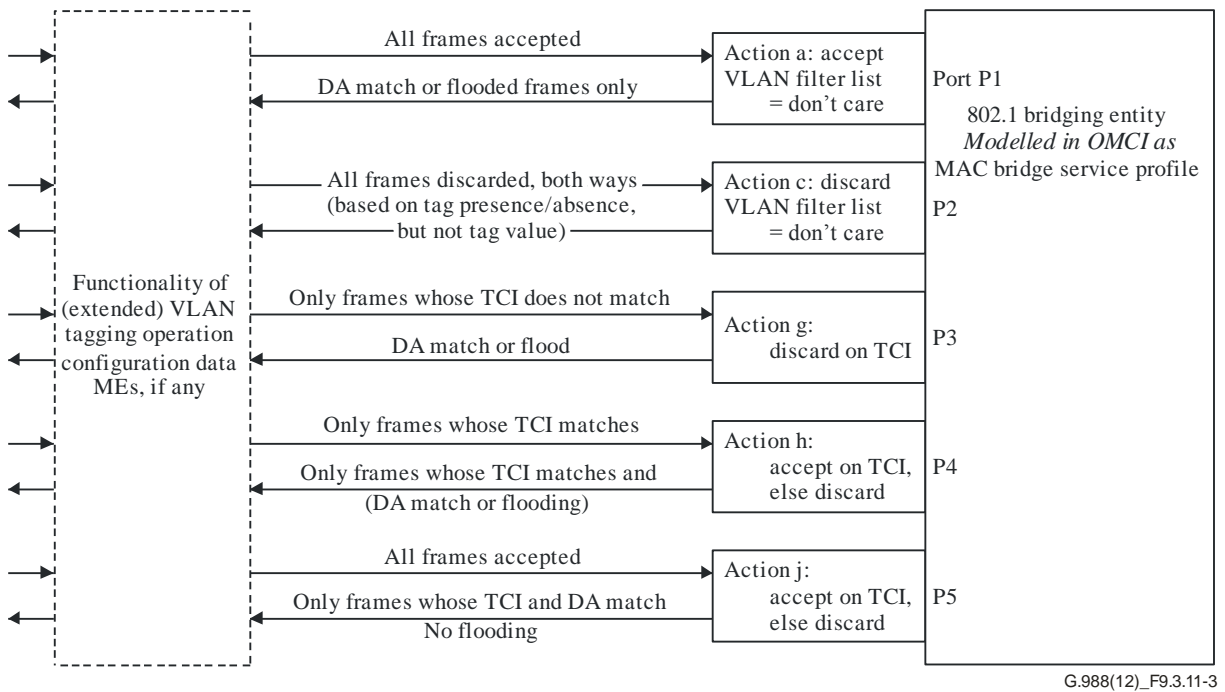 All frames accepted
DA match or flooded frames only
Action a: accept
VLAN filter list
= don't care
Port P1
802.1 bridging entity
Modelled in OMCI as
MAC bridge service profile
All frames discarded, both ways
(based on tag presence/absence,
but not tag value)
Action c: discard
VLAN filter list
= don't care
P2
Functionality of
(extended) VLAN
tagging operation
configuration data
MEs, if any
Only frames whose TCI does not match
DA match or flood
Action g:
discard on TCI
P3
Only frames whose TCI matches
Only frames whose TCI matches and
(DA match or flooding)
Action h:
accept on TCI,
else discard
P4
All frames accepted
Only frames whose TCI and DA match
No flooding
Action j:
accept on TCI,
else discard
P5
G.988(12)_F9.3.11-3